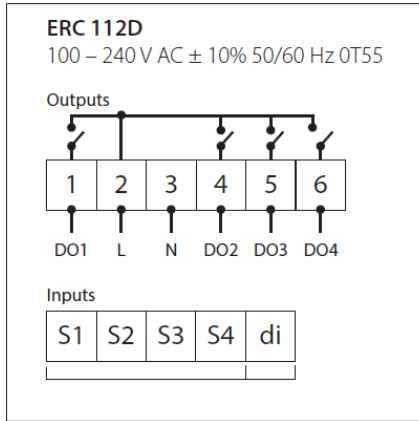 ERC 112D
100 – 240 V AC ± 10% 50/60 Hz 0T55
Outputs
1 2 3 4 5 6
DO1 L N DO2 DO3 DO4
Inputs
S1 S2 S3 S4 di